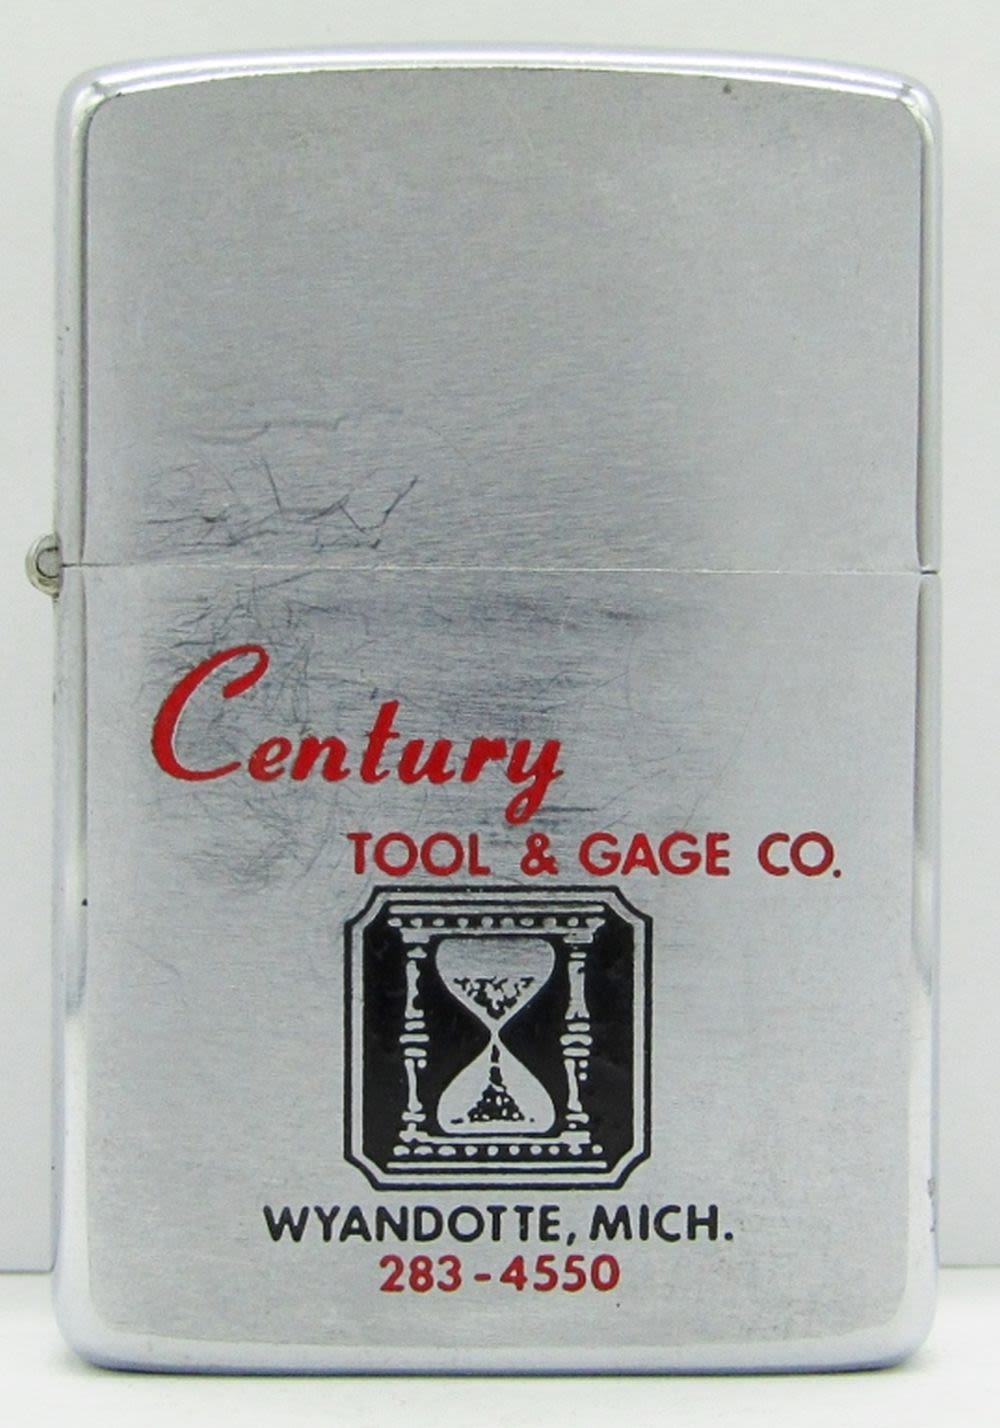 Century
TOOL & GAGE CO.
WYANDOTTE, MICH.
283-4550